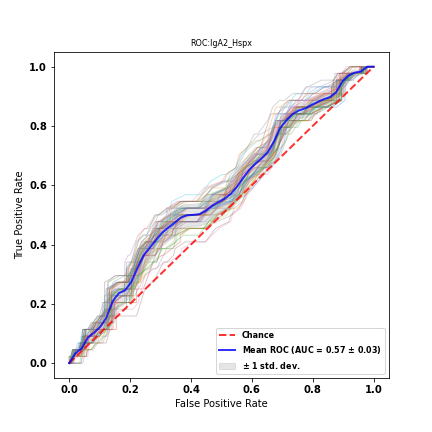 ROC:IgA2_Hspx
True Positive Rate
1.0
0.8
0.6
0.4
0.2
0.0
Chance
Mean ROC (AUC = 0.57 ± 0.03)
± 1 std. dev.
0.0 0.2 0.4 0.6 0.8 1.0
False Positive Rate